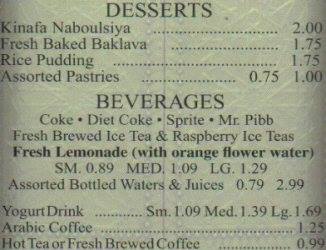 DESSERTS
Kinafa Naboulsiya ................ 2.00
Fresh Baked Baklava ................ 1.75
Rice Pudding ................ 1.75
Assorted Pastries ............ 0.75 1.00
BEVERAGES
Coke • Diet Coke • Sprite • Mr. Pibb
Fresh Brewed Ice Tea & Raspberry Ice Teas
Fresh Lemonade (with orange flower water)
SM. 0.89 MED. 1.09 LG. 1.29
Assorted Bottled Waters & Juices 0.79 2.99
Yogurt Drink ............ Sm. 1.09 Med. 1.39 Lg. 1.69
Arabic Coffee ................ 1.25
Hot Tea or Fresh Brewed Coffee ............ 0.99